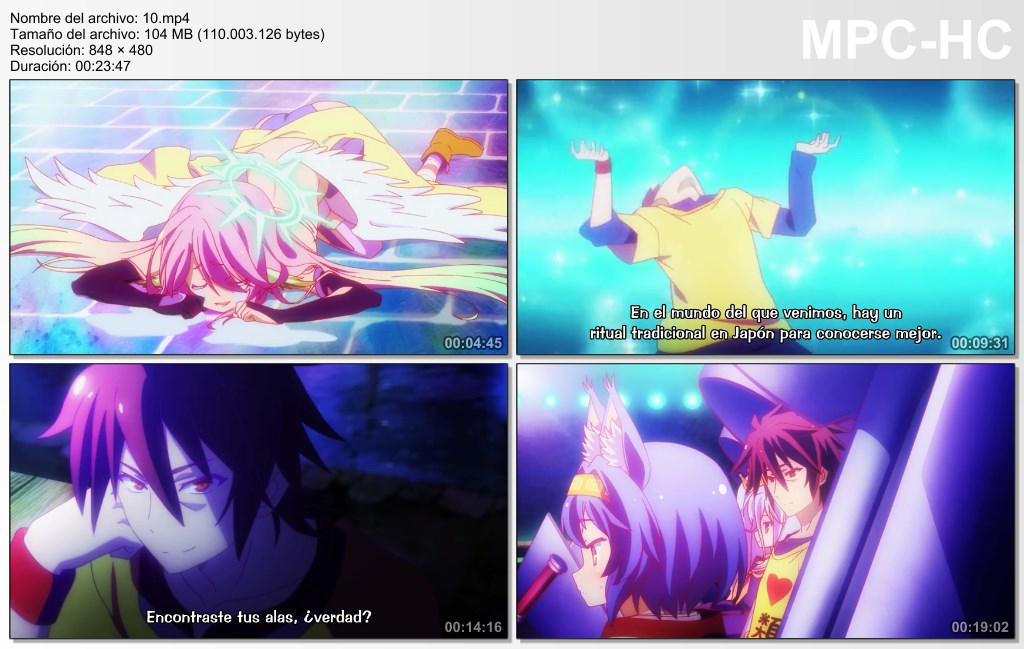 Nombre del archivo: 10.mp4
Tamaño del archivo: 104 MB (110.003.126 bytes)
Resolución: 848 × 480
Duración: 00:23:47
MPC-HC
00:04:45
En el mundo del que venimos, hay un
ritual tradicional en Japón para conocerse mejor.
00:09:31
Encontraste tus alas, ¿verdad?
00:14:16
類
00:19:02